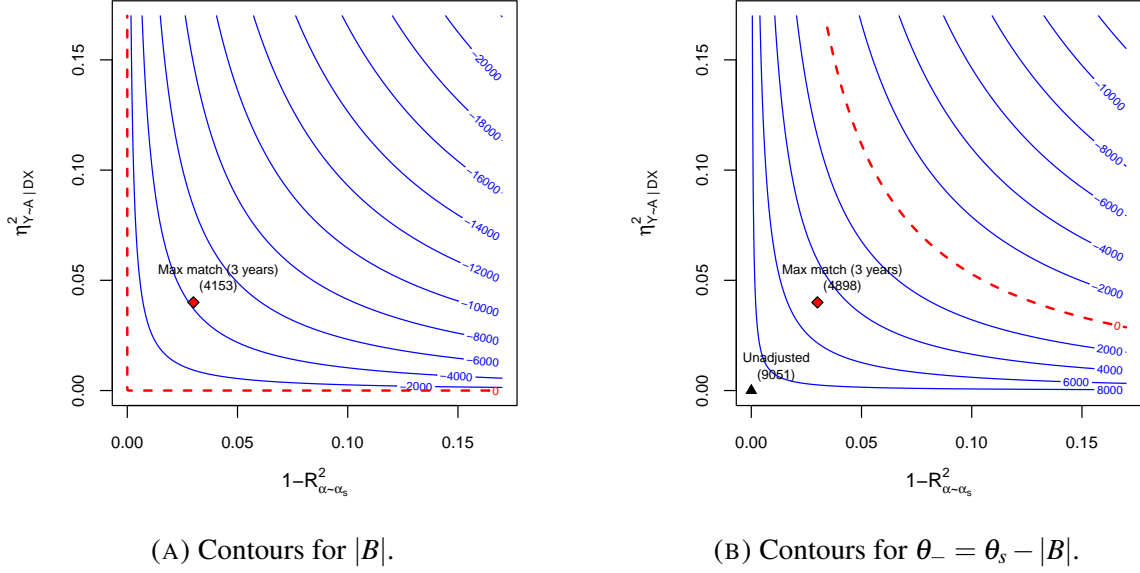 0.15
0.10
0.05
0.00
η²Y~A | DX
−20000
−18000
−16000
−14000
−12000
−10000
−8000
−6000
−4000
−2000
0
Max match (3 years)
(4153)
0.00 0.05 0.10 0.15
1−R²α~αs
(A) Contours for |B|.
0.15
0.10
0.05
0.00
η²Y~A | DX
−10000
−8000
−6000
−4000
−2000
0
2000
4000
6000
8000
Max match (3 years)
(4898)
Unadjusted
(9051)
0.00 0.05 0.10 0.15
1−R²α~αs
(B) Contours for θ− = θs − |B|.